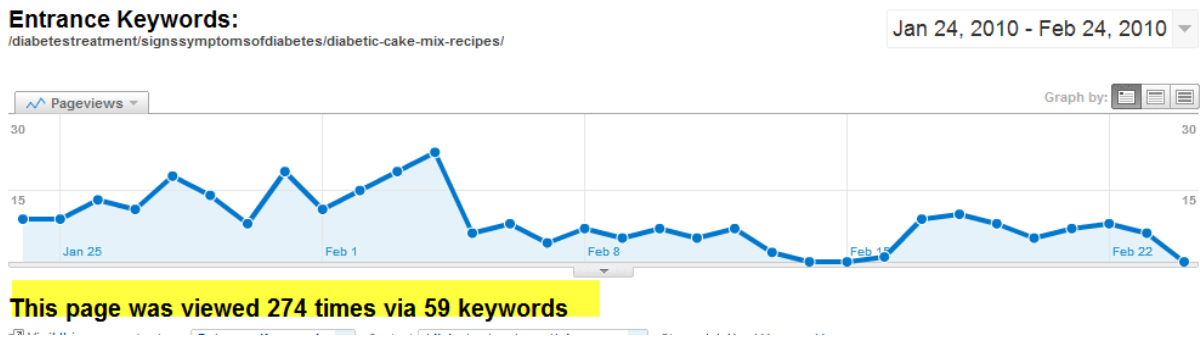 Entrance Keywords:
/diabetestreatment/signssymptomsofdiabetes/diabetic-cake-mix-recipes/
Jan 24, 2010 - Feb 24, 2010
Pageviews
Graph by:
30 30
15 15
Jan 25 Feb 1 Feb 8 Feb 15 Feb 22
This page was viewed 274 times via 59 keywords